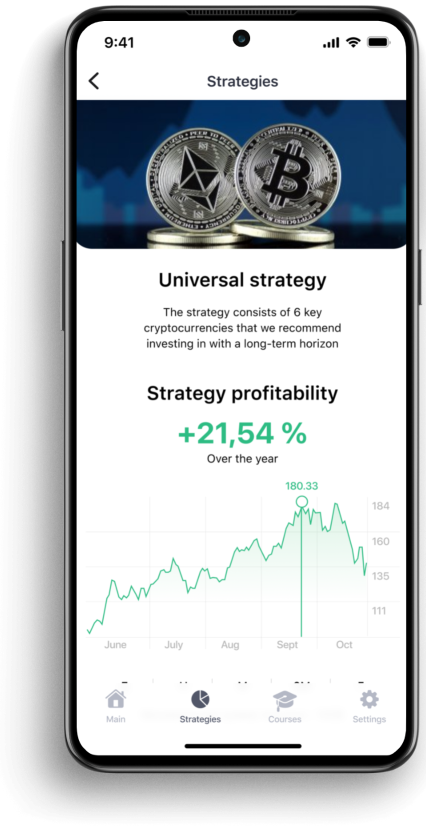 9:41
Strategies
Universal strategy
The strategy consists of 6 key
cryptocurrencies that we recommend
investing in with a long-term horizon
Strategy profitability
+21,54 %
Over the year
180.33
184
160
135
111
June July Aug Sept Oct
Main Strategies Courses Settings